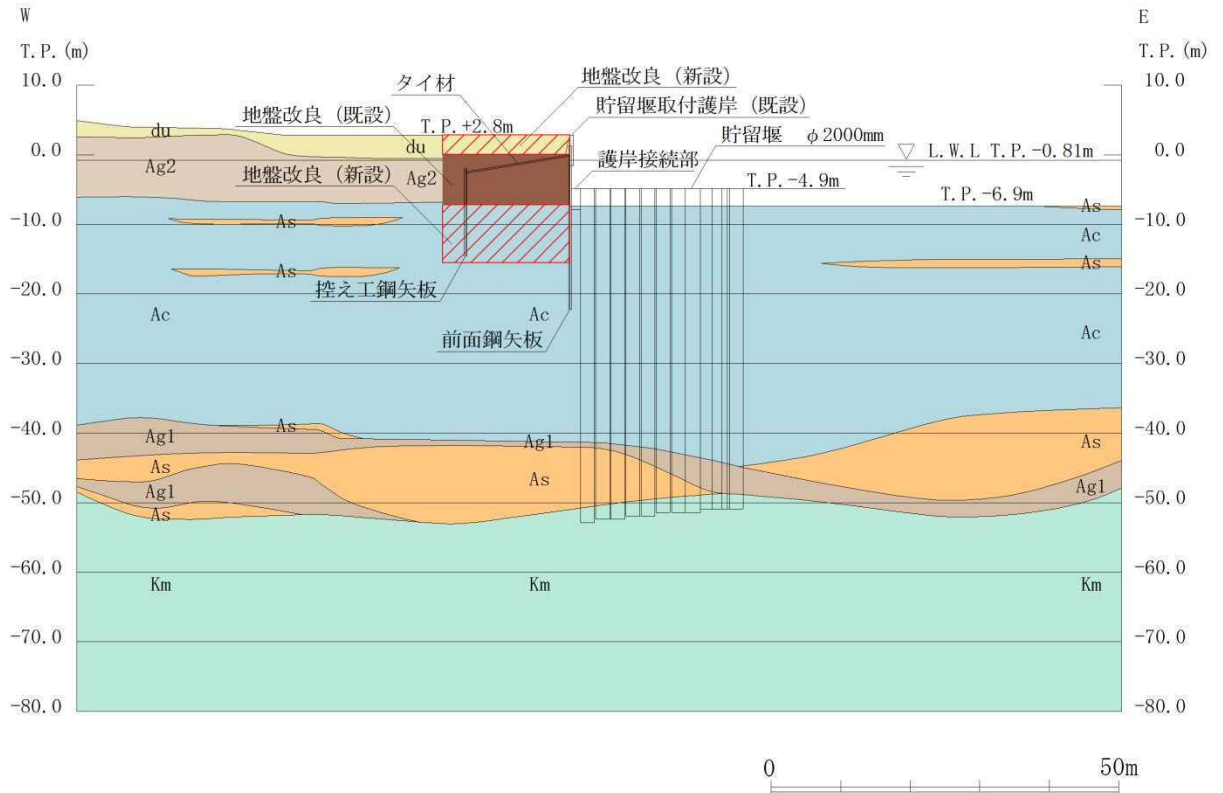 W
E
T.P.(m)
T.P.(m)
10.0
10.0
タイ材
地盤改良（新設）
地盤改良（既設）
T.P.+2.8m
貯留堰取付護岸（既設）
貯留堰 φ2000mm
du
du
0.0
0.0
護岸接続部
L.W.L T.P.-0.81m
Ag2
Ag2
地盤改良（新設）
T.P.-4.9m
T.P.-6.9m
As
-10.0
-10.0
As
Ac
As
As
控え工鋼矢板
-20.0
-20.0
Ac
Ac
前面鋼矢板
Ac
-30.0
-30.0
-40.0
-40.0
As
Ag1
Ag1
As
As
As
Ag1
Ag1
As
-50.0
-50.0
-60.0
-60.0
Km
Km
Km
-70.0
-70.0
-80.0
-80.0
0
50m